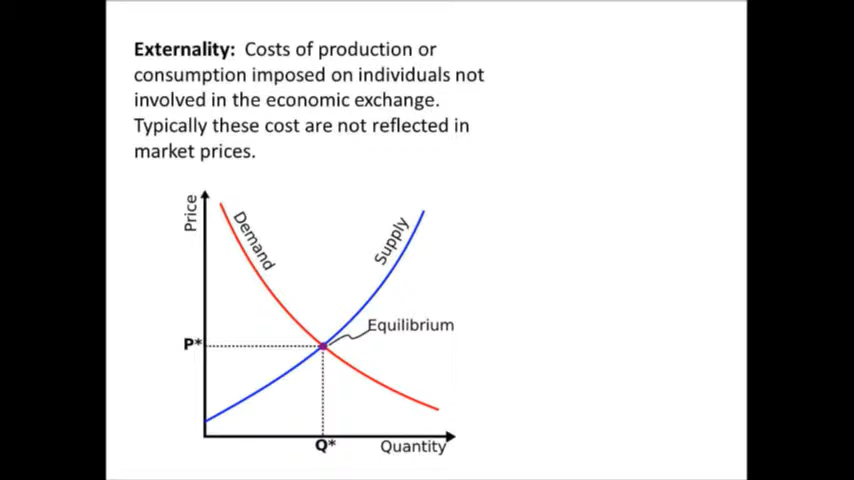 Externality: Costs of production or
consumption imposed on individuals not
involved in the economic exchange.
Typically these cost are not reflected in
market prices.
Price
Demand
Supply
Equilibrium
P*
Q*
Quantity